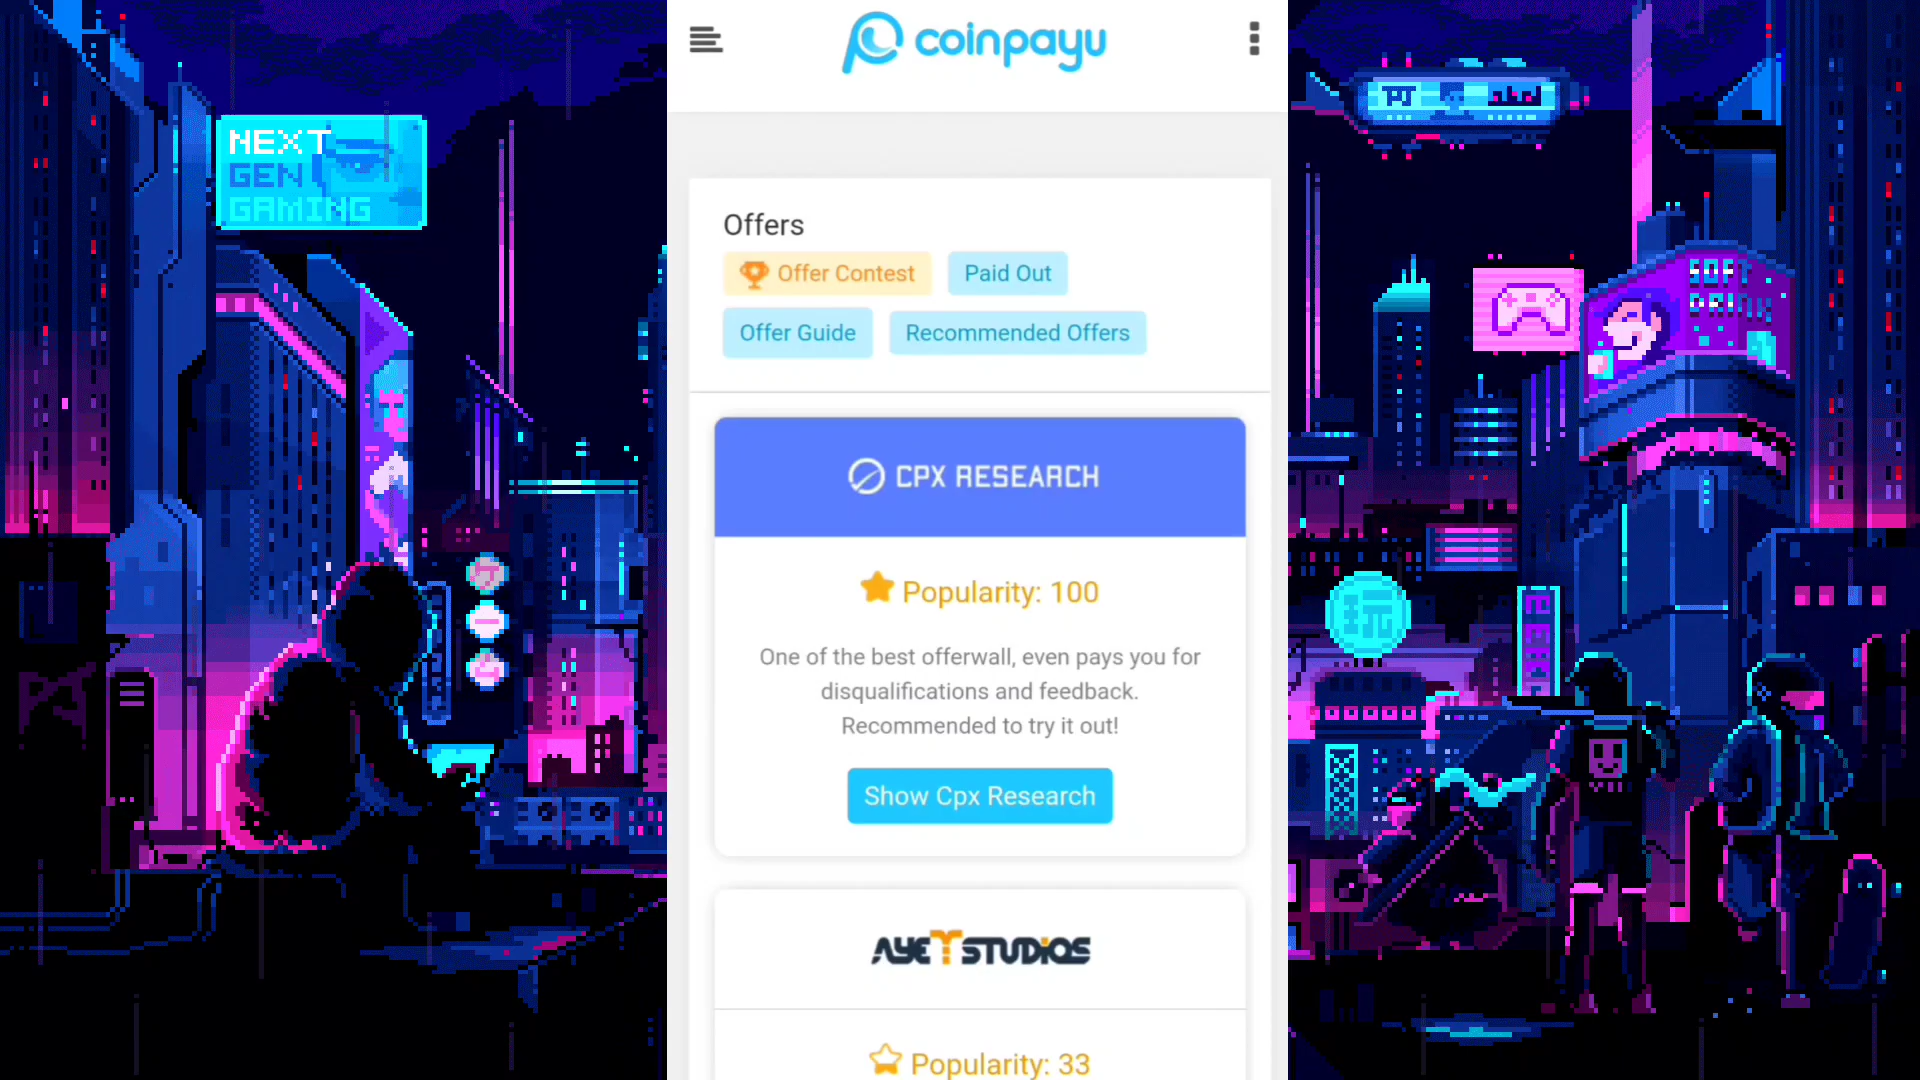 NEXT
GEN
GAMING
coinpayu
Offers
Offer Contest
Paid Out
Offer Guide
Recommended Offers
CPX RESEARCH
Popularity: 100
One of the best offerwall, even pays you for
disqualifications and feedback.
Recommended to try it out!
Show Cpx Research
AYET STUDIOS
Popularity: 33